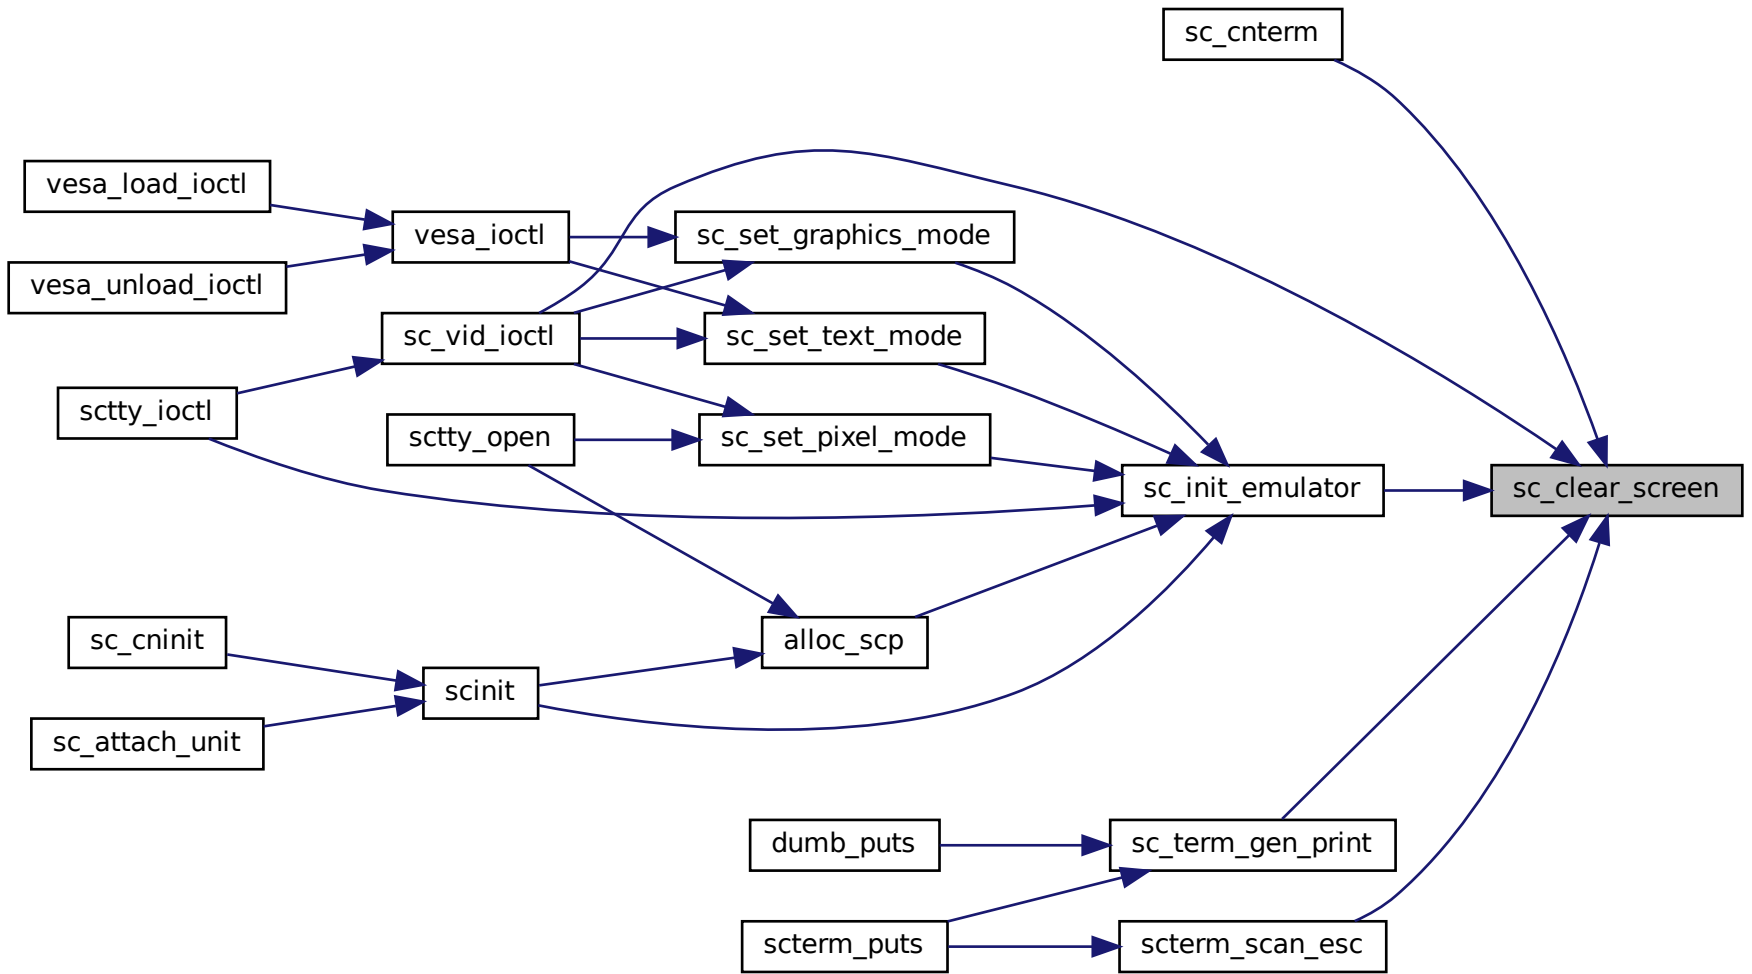 sc_cnterm
vesa_load_ioctl
vesa_ioctl
sc_set_graphics_mode
vesa_unload_ioctl
sc_vid_ioctl
sc_set_text_mode
sctty_ioctl
sctty_open
sc_set_pixel_mode
sc_init_emulator
sc_clear_screen
sc_cninit
alloc_scp
scinit
sc_attach_unit
dumb_puts
sc_term_gen_print
scterm_puts
scterm_scan_esc